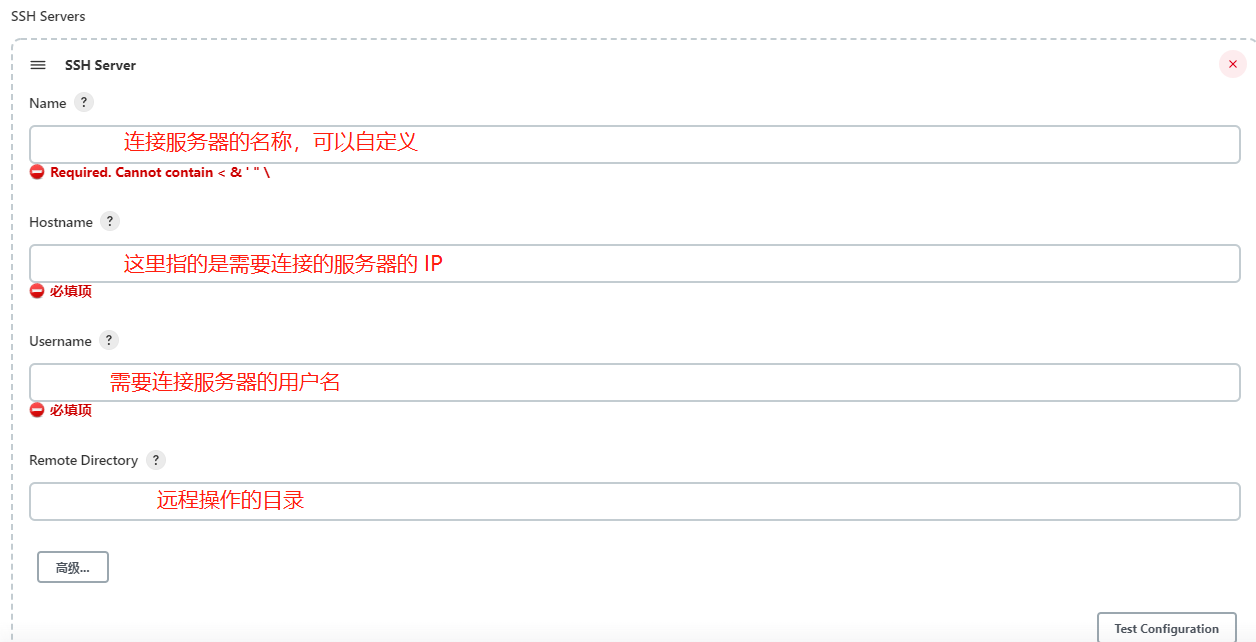 SSH Servers
SSH Server
Name ?
连接服务器的名称，可以自定义
Required. Cannot contain < & ' " \
Hostname ?
这里指的是需要连接的服务器的 IP
必填项
Username ?
需要连接服务器的用户名
必填项
Remote Directory ?
远程操作的目录
高级...
Test Configuration